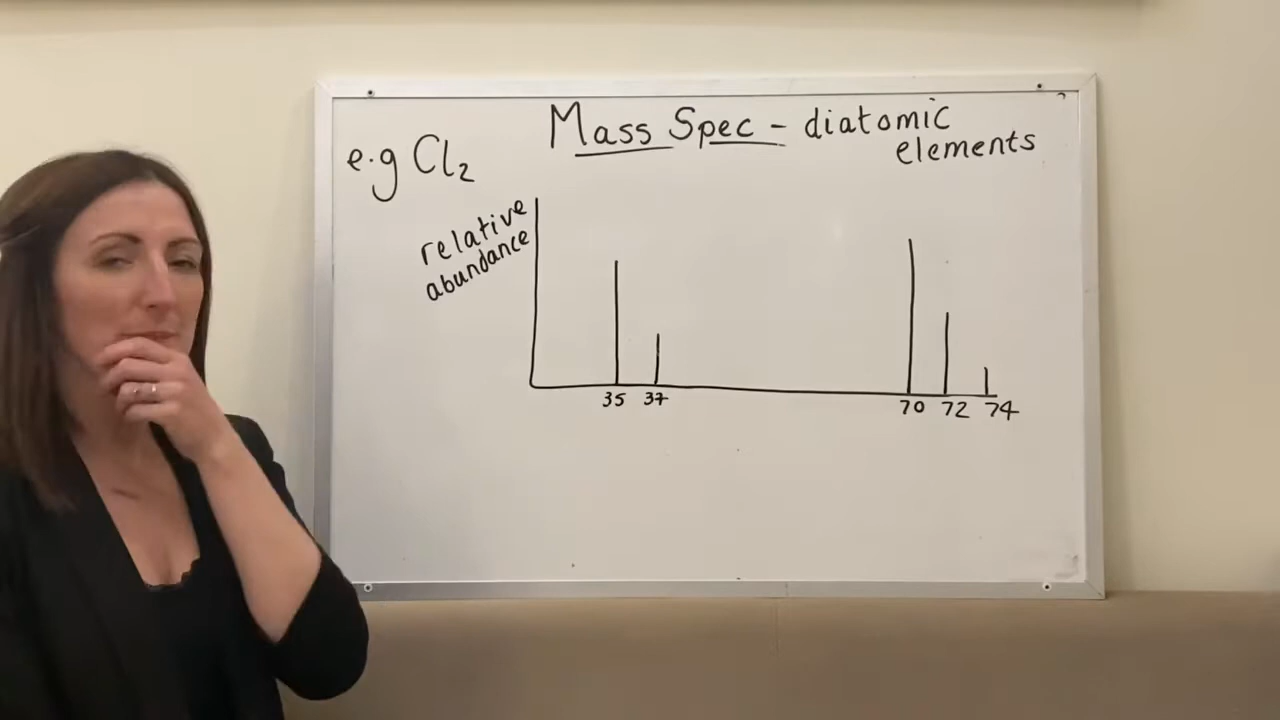 Mass Spec - diatomic
elements
e.g Cl₂
relative
abundance
35 37 70 72 74